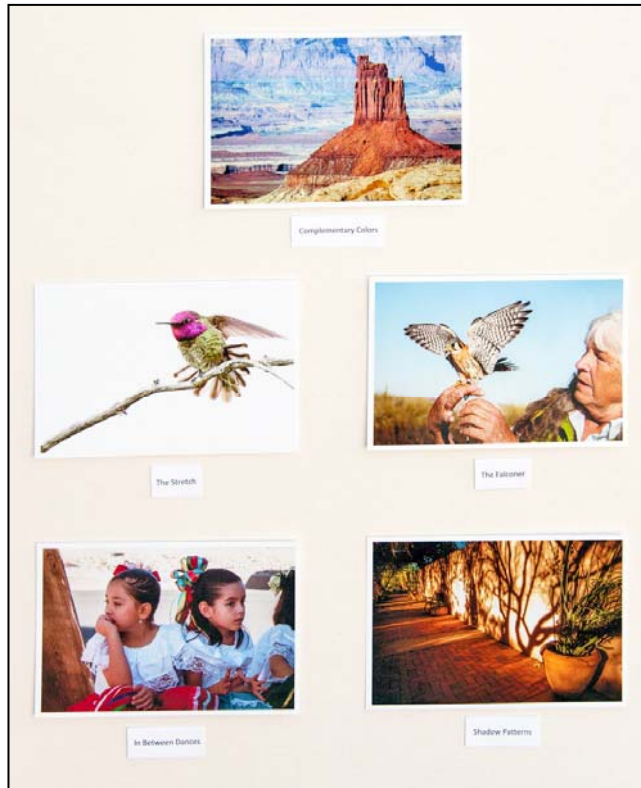 Complementary Colors
The Stretch
The Falconer
In Between Dances
Shadow Patterns